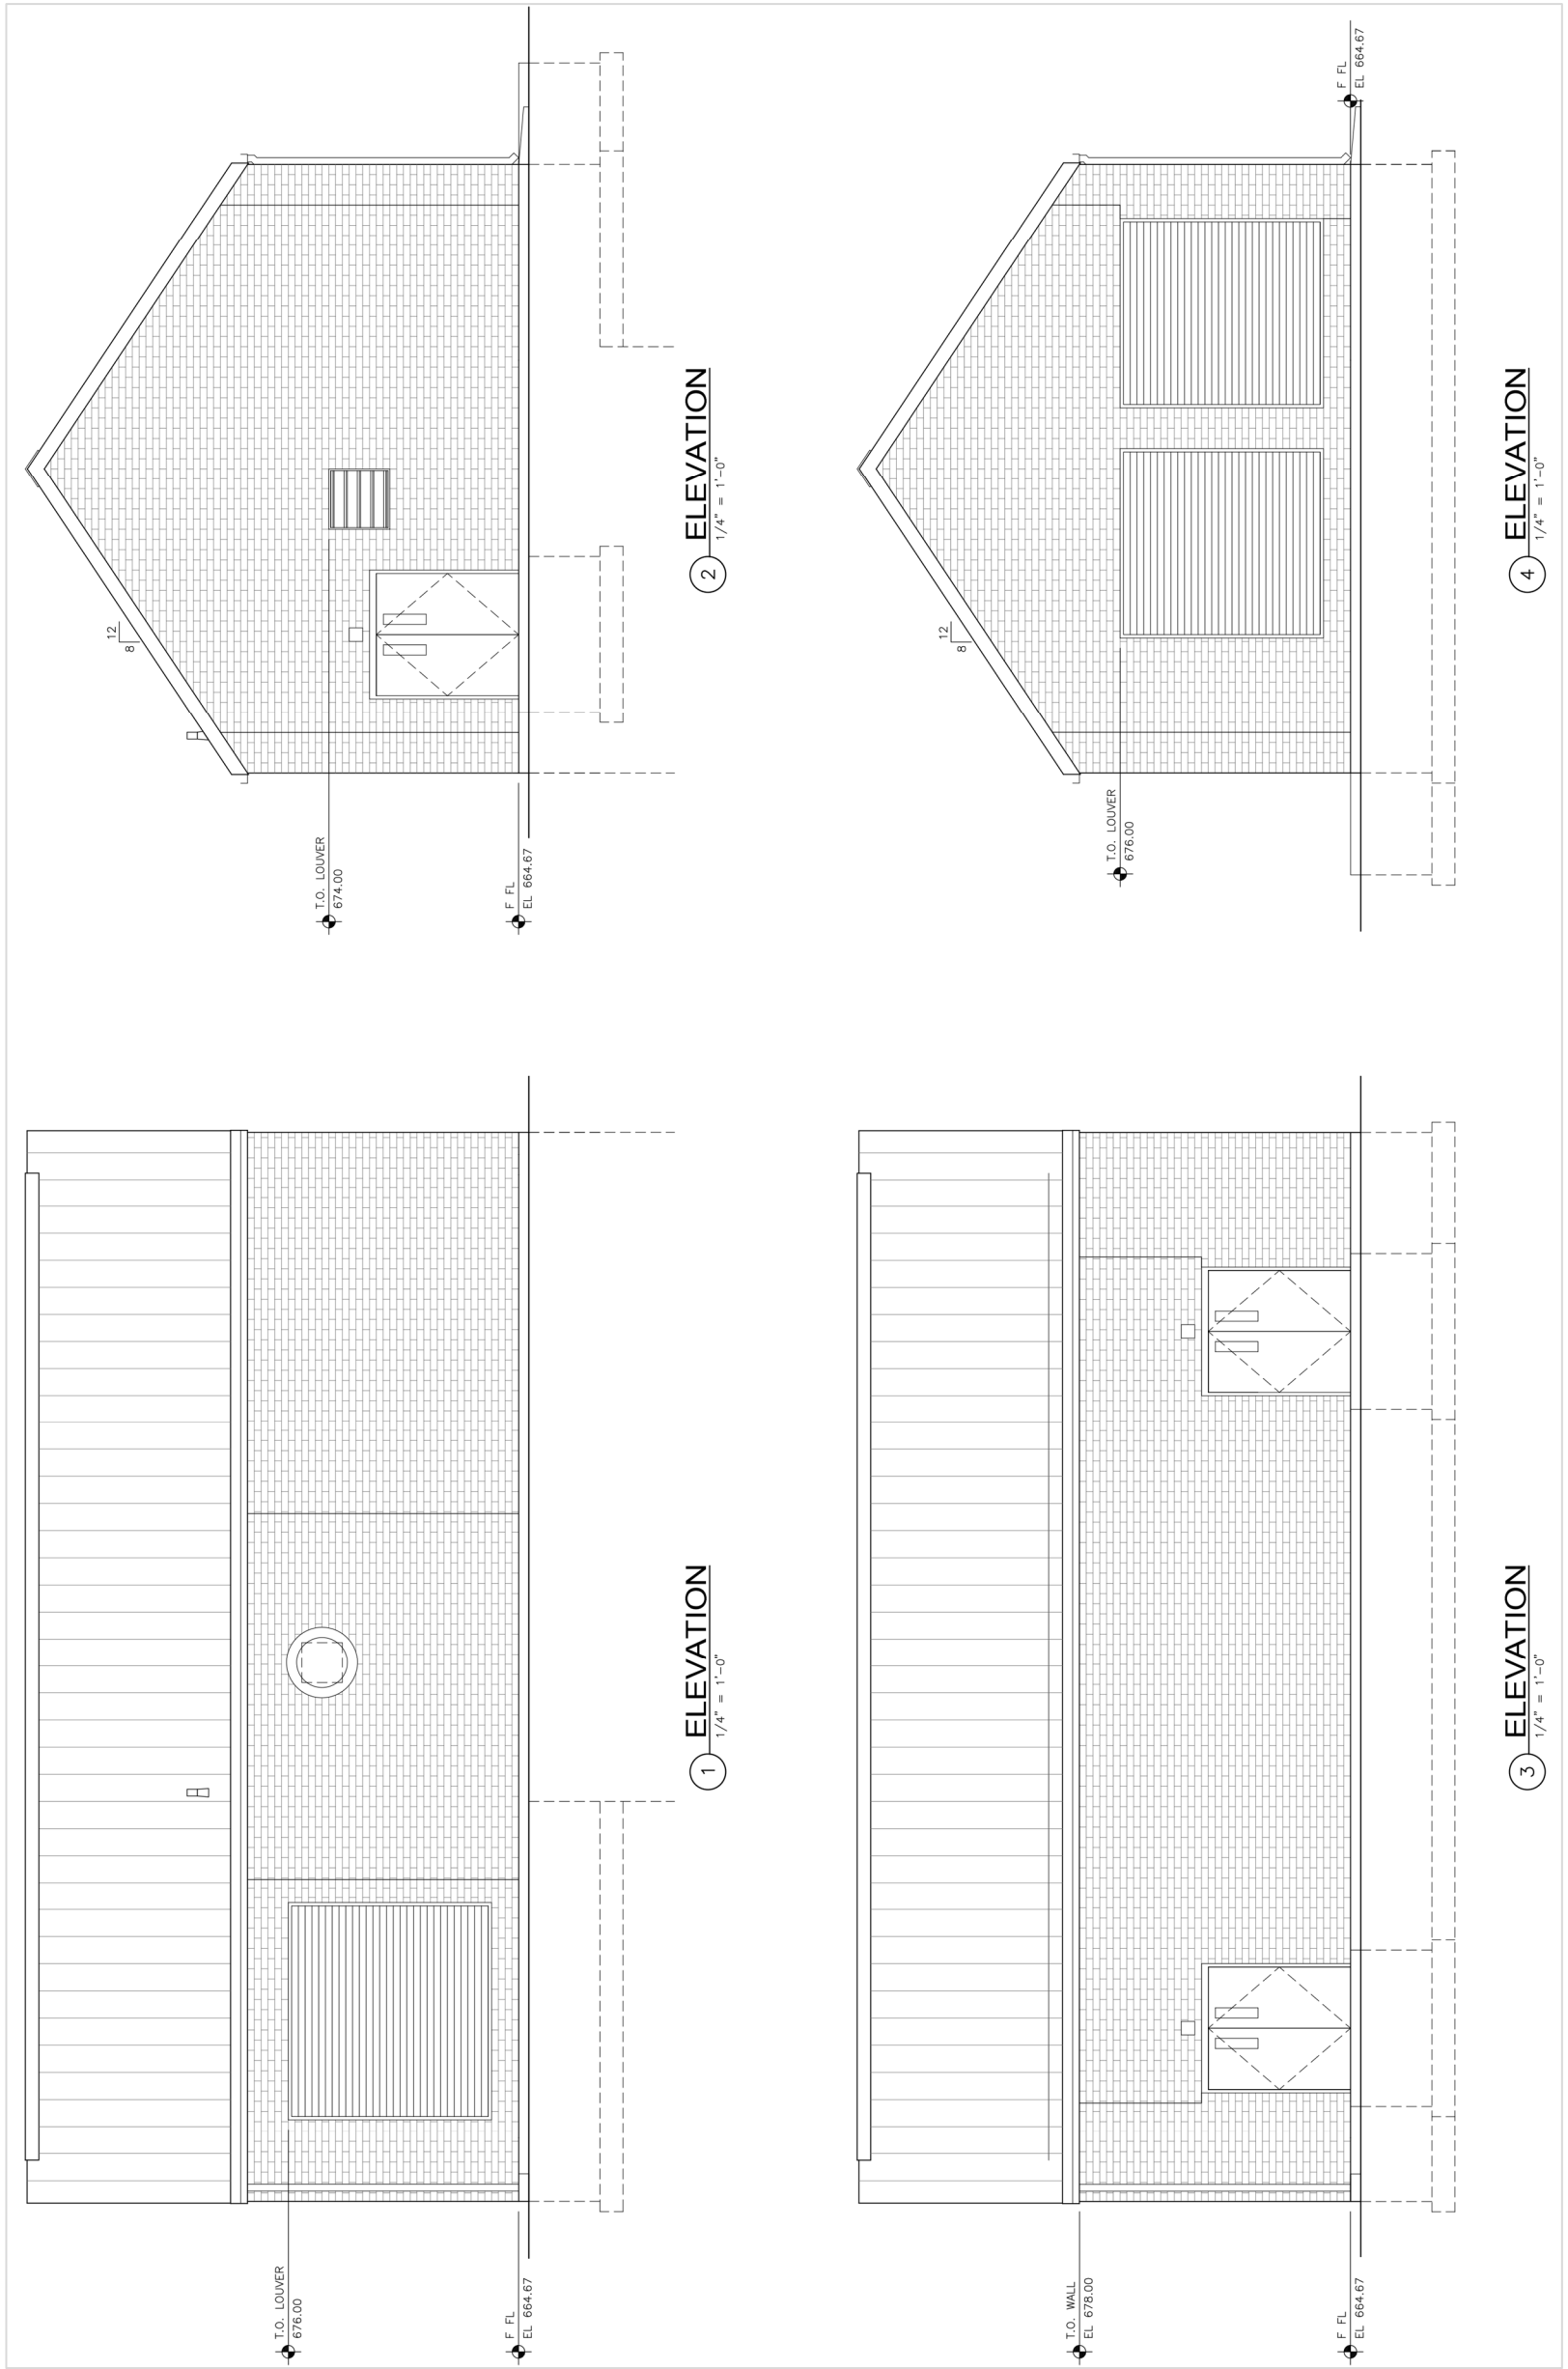 T.O. LOUVER
676.00
F FL
EL 664.67
1
ELEVATION
1/4" = 1'-0"
12
8
T.O. LOUVER
674.00
F FL
EL 664.67
2
ELEVATION
1/4" = 1'-0"
T.O. WALL
EL 678.00
F FL
EL 664.67
3
ELEVATION
1/4" = 1'-0"
12
8
T.O. LOUVER
676.00
F FL
EL 664.67
4
ELEVATION
1/4" = 1'-0"